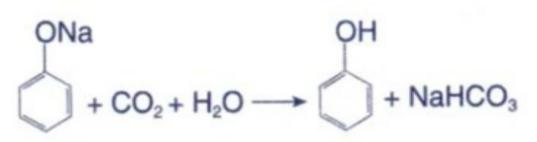 ONa
OH
+ CO₂ + H₂O ⟶ + NaHCO₃